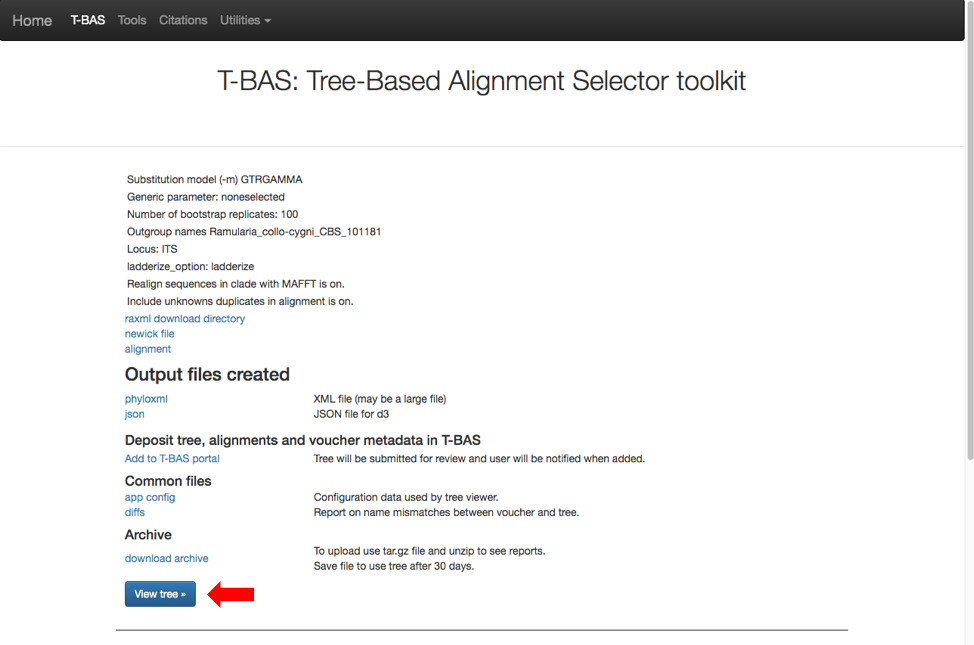 Home T-BAS Tools Citations Utilities
T-BAS: Tree-Based Alignment Selector toolkit
Substitution model (-m) GTRGAMMA
Generic parameter: noneselected
Number of bootstrap replicates: 100
Outgroup names Ramularia_collo-cygni_CBS_101181
Locus: ITS
ladderize_option: ladderize
Realign sequences in clade with MAFFT is on.
Include unknowns duplicates in alignment is on.
raxml download directory
newick file
alignment
Output files created
phyloxml XML file (may be a large file)
json JSON file for d3
Deposit tree, alignments and voucher metadata in T-BAS
Add to T-BAS portal Tree will be submitted for review and user will be notified when added.
Common files
app config Configuration data used by tree viewer.
diffs Report on name mismatches between voucher and tree.
Archive
download archive To upload use tar.gz file and unzip to see reports.
Save file to use tree after 30 days.
View tree »